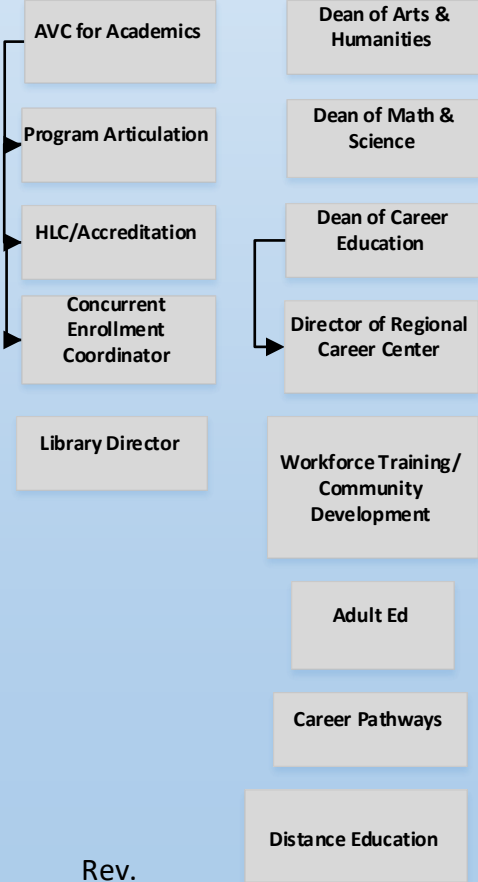 AVC for Academics
Program Articulation
HLC/Accreditation
Concurrent
Enrollment
Coordinator
Library Director
Dean of Arts &
Humanities
Dean of Math &
Science
Dean of Career
Education
Director of Regional
Career Center
Workforce Training/
Community
Development
Adult Ed
Career Pathways
Distance Education
Rev.